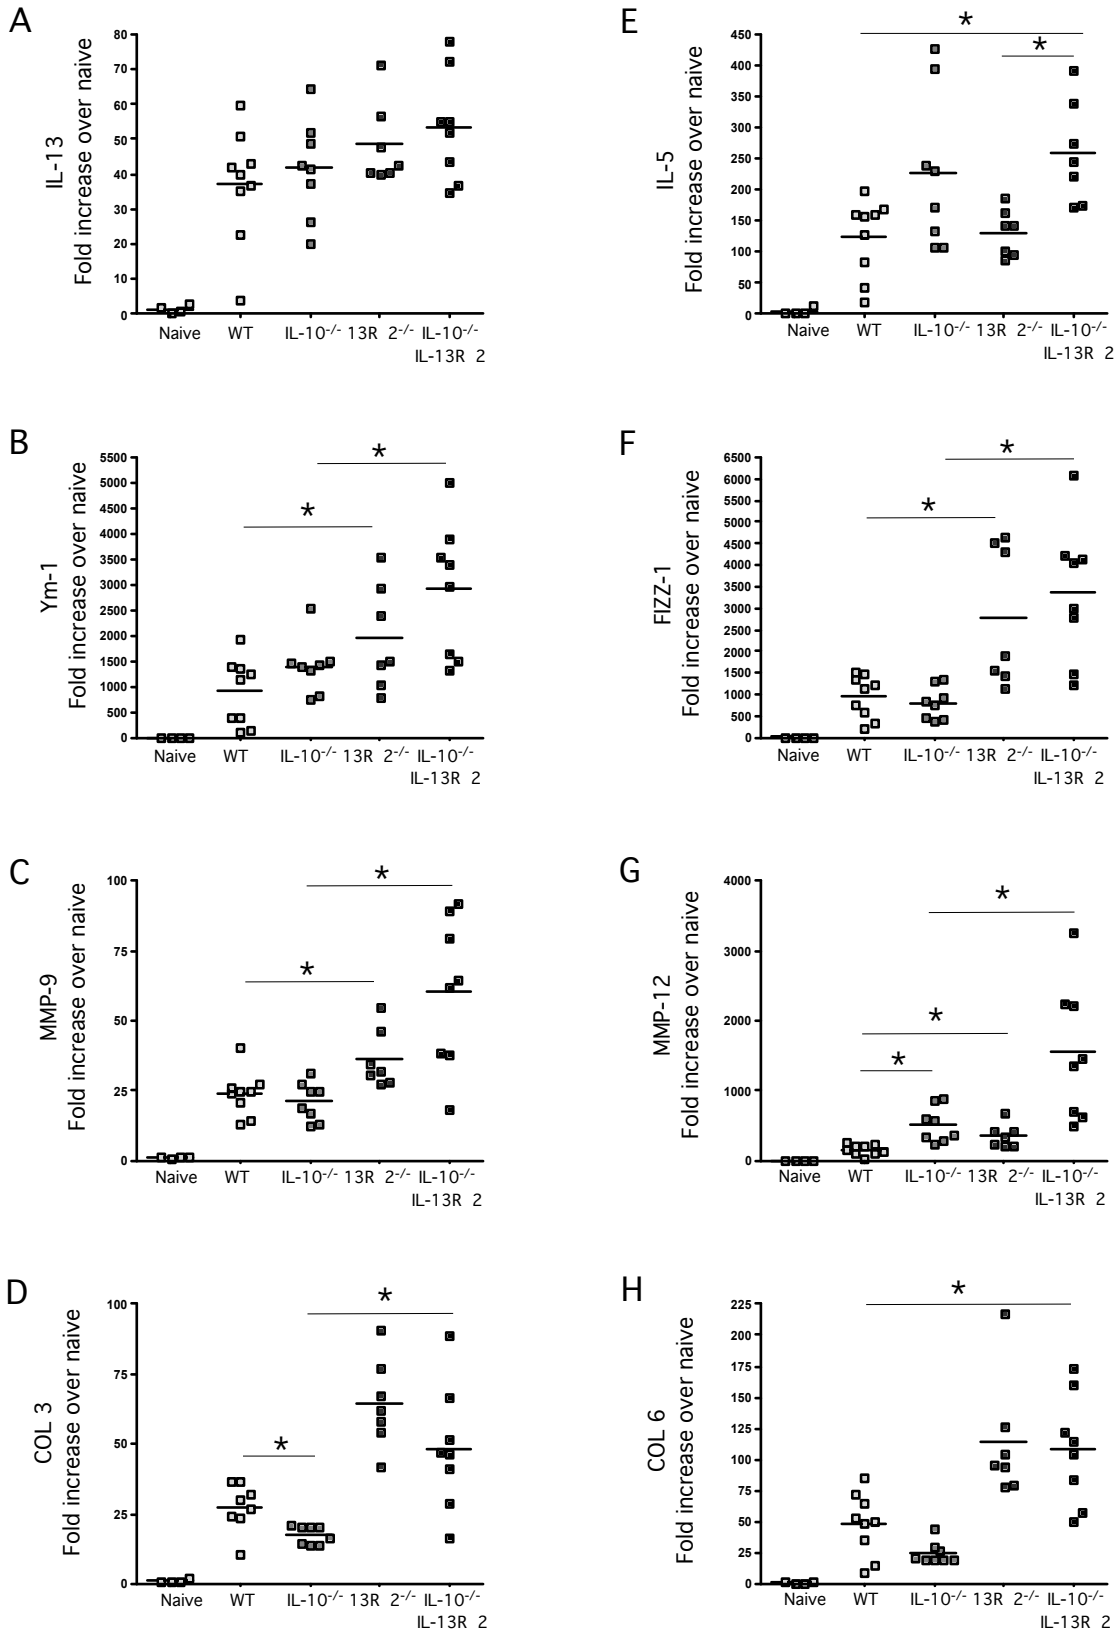 A
IL-13
Fold increase over naive
80
70
60
50
40
30
20
10
0
Naive WT IL-10-/- 13R 2-/- IL-10-/-
IL-13R 2
E
IL-5
Fold increase over naive
450
400
350
300
250
200
150
100
50
0
* *
Naive WT IL-10-/- 13R 2-/- IL-10-/-
IL-13R 2
B
Ym-1
Fold increase over naive
5500
5000
4500
4000
3500
3000
2500
2000
1500
1000
500
0
* *
Naive WT IL-10-/- 13R 2-/- IL-10-/-
IL-13R 2
F
FIZZ-1
Fold increase over naive
6500
6000
5500
5000
4500
4000
3500
3000
2500
2000
1500
1000
500
0
* *
Naive WT IL-10-/- 13R 2-/- IL-10-/-
IL-13R 2
C
MMP-9
Fold increase over naive
100
75
50
25
0
* *
Naive WT IL-10-/- 13R 2-/- IL-10-/-
IL-13R 2
G
MMP-12
Fold increase over naive
4000
3000
2000
1000
0
* * *
Naive WT IL-10-/- 13R 2-/- IL-10-/-
IL-13R 2
D
COL 3
Fold increase over naive
100
75
50
25
0
* *
Naive WT IL-10-/- 13R 2-/- IL-10-/-
IL-13R 2
H
COL 6
Fold increase over naive
225
200
175
150
125
100
75
50
25
0
*
Naive WT IL-10-/- 13R 2-/- IL-10-/-
IL-13R 2